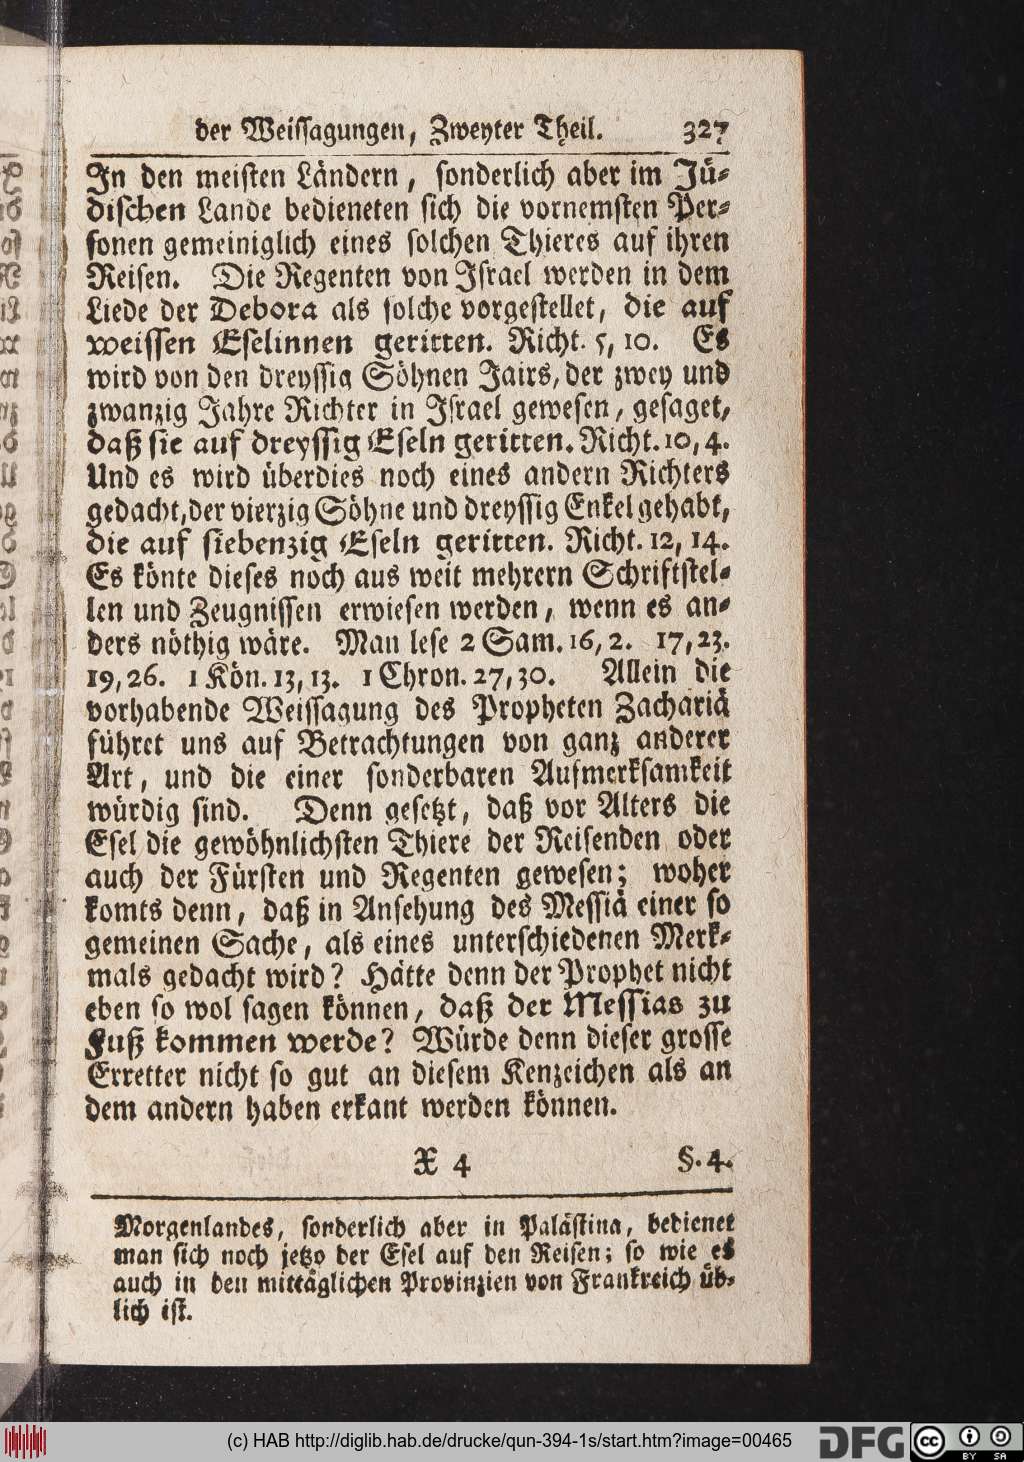 der Weissagungen, Zweyter Theil. 327
In den meisten Ländern, sonderlich aber im Jü-
dischen Lande bedieneten sich die vornemsten Per-
sonen gemeiniglich eines solchen Thieres auf ihren
Reisen. Die Regenten von Israel werden in dem
Liede der Debora als solche vorgestellet, die auf
weissen Eselinnen geritten. Richt. 5, 10. Es
wird von den dreyssig Söhnen Jairs, der zwey und
zwanzig Jahre Richter in Israel gewesen, gesaget,
daß sie auf dreyssig Eseln geritten. Richt. 10, 4.
Und es wird überdies noch eines andern Richters
gedacht, der vierzig Söhne und dreyssig Enkel gehabt,
die auf siebenzig Eseln geritten. Richt. 12, 14.
Es könte dieses noch aus weit mehrern Schriftstel-
len und Zeugnissen erwiesen werden, wenn es an-
ders nöthig wäre. Man lese 2 Sam. 16, 2. 17, 23.
19, 26. 1 Kön. 13, 13. 1 Chron. 27, 30. Allein die
vorhabende Weissagung des Propheten Zachariä
führet uns auf Betrachtungen von ganz anderer
Art, und die einer sonderbaren Aufmerksamkeit
würdig sind. Denn gesetzt, daß vor Alters die
Esel die gewöhnlichsten Thiere der Reisenden oder
auch der Fürsten und Regenten gewesen; woher
komts denn, daß in Ansehung des Messiä einer so
gemeinen Sache, als eines unterschiedenen Merk-
mals gedacht wird? Hätte denn der Prophet nicht
eben so wol sagen können, daß der Messias zu
Fuß kommen werde? Würde denn dieser grosse
Erretter nicht so gut an diesem Kenzeichen als an
dem andern haben erkant werden können.
X 4 §. 4.
Morgenlandes, sonderlich aber in Palästina, bedienet
man sich noch jetzo der Esel auf den Reisen; so wie es
auch in den mittäglichen Provinzien von Frankreich üb-
lich ist.
(c) HAB http://diglib.hab.de/drucke/qun-394-1s/start.htm?image=00465
DFG
cc BY SA